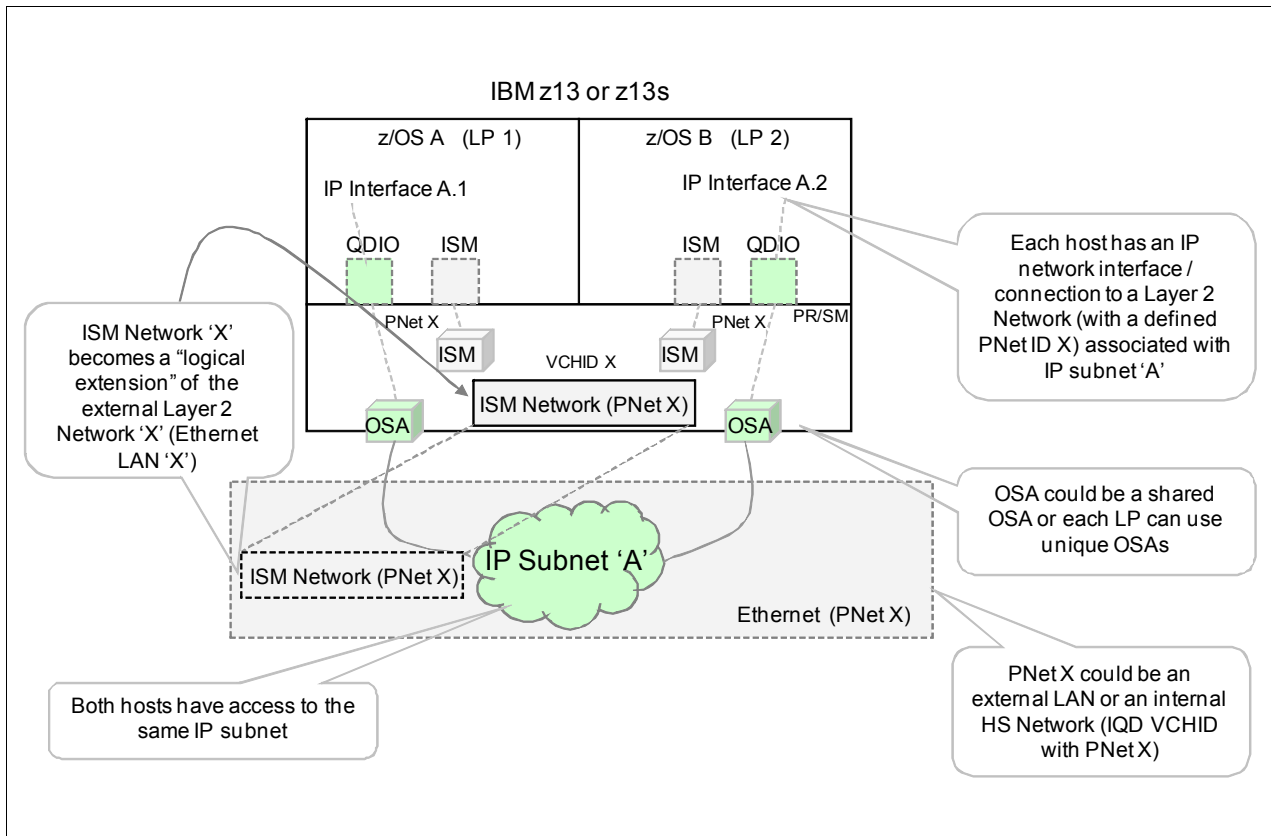 IBM z13 or z13s
z/OS A (LP 1)
z/OS B (LP 2)
IP Interface A.1
IP Interface A.2
QDIO
ISM
ISM
QDIO
PNet X
PNet X
PR/SM
ISM
VCHID X
ISM
ISM Network (PNet X)
OSA
OSA
ISM Network ‘X’
becomes a “logical
extension” of the
external Layer 2
Network ‘X’ (Ethernet
LAN ‘X’)
Each host has an IP
network interface /
connection to a Layer 2
Network (with a defined
PNet ID X) associated with
IP subnet ‘A’
OSA could be a shared
OSA or each LP can use
unique OSAs
IP Subnet ‘A’
ISM Network (PNet X)
Ethernet (PNet X)
Both hosts have access to the
same IP subnet
PNet X could be an
external LAN or an internal
HS Network (IQD VCHID
with PNet X)